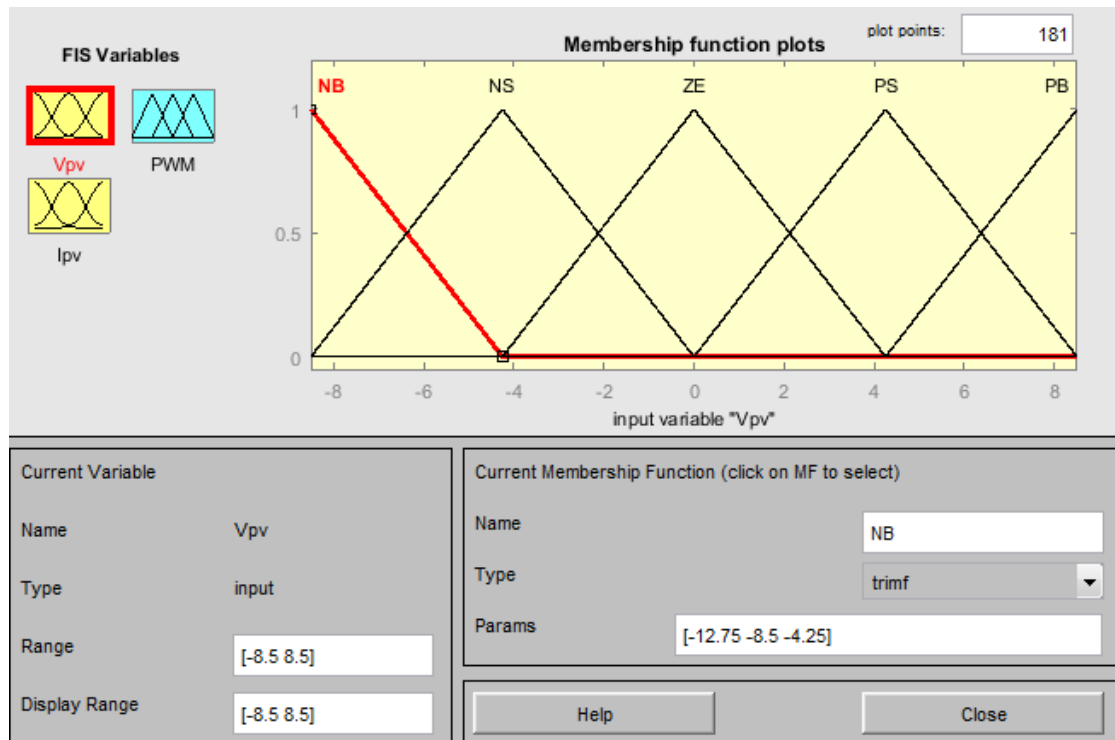 FIS Variables
Vpv
PWM
Ipv
Membership function plots
plot points:
181
NB
NS
ZE
PS
PB
1
0.5
0
-8
-6
-4
-2
0
2
4
6
8
input variable "Vpv"
Current Variable
Name
Vpv
Type
input
Range
[-8.5 8.5]
Display Range
[-8.5 8.5]
Current Membership Function (click on MF to select)
Name
NB
Type
trimf
Params
[-12.75 -8.5 -4.25]
Help
Close